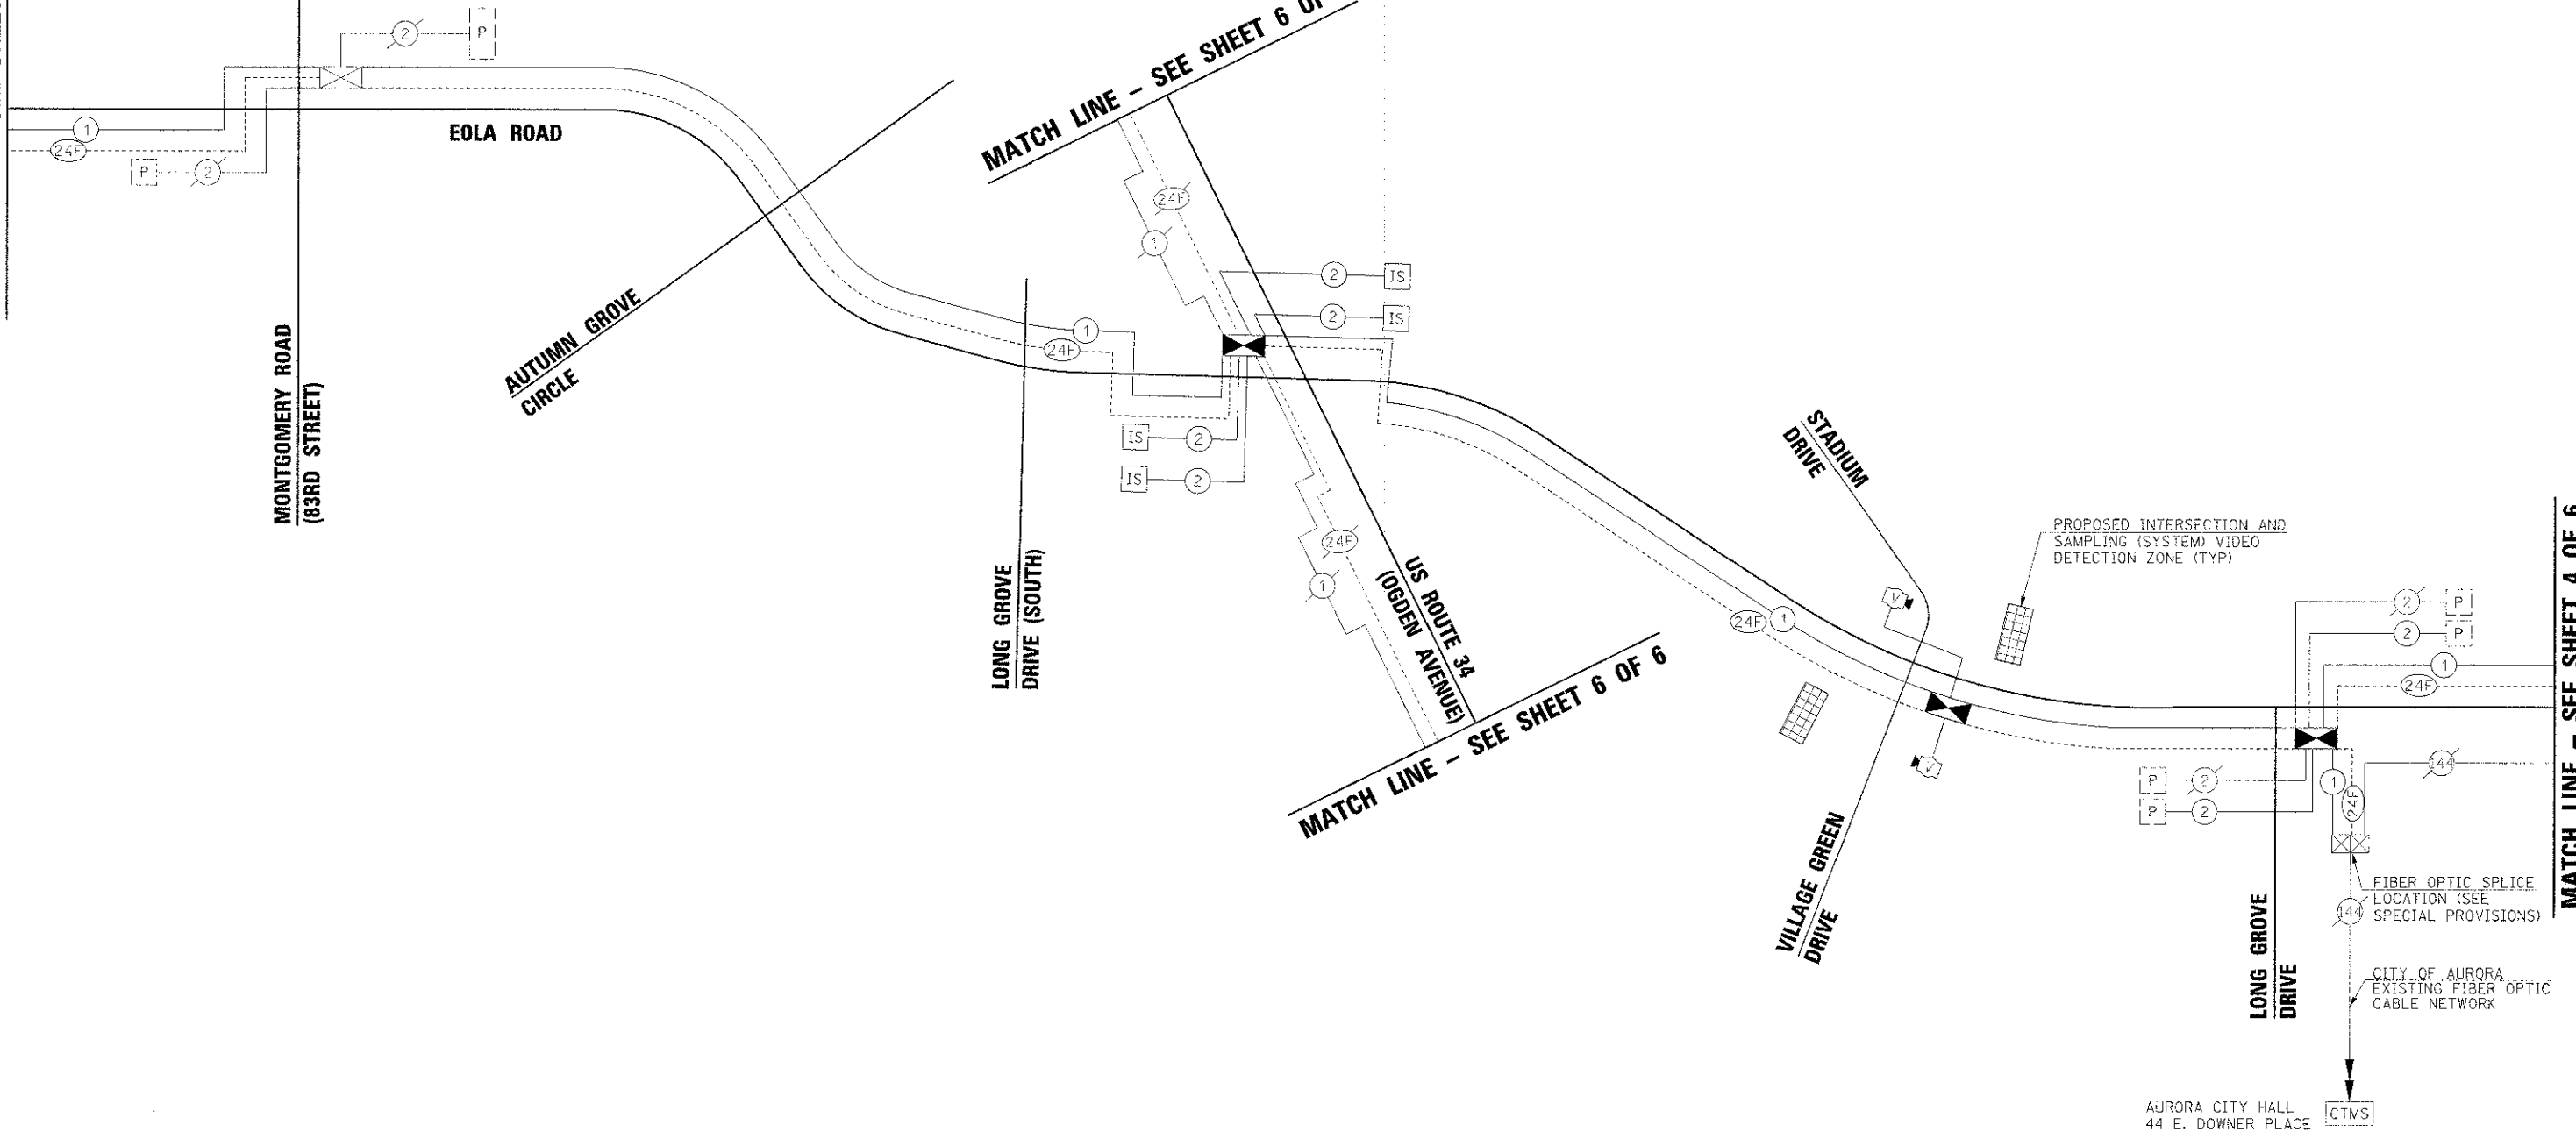 2
P
1
24F
P
2
EOLA ROAD
MONTGOMERY ROAD
(83RD STREET)
AUTUMN GROVE
CIRCLE
MATCH LINE - SEE SHEET 6 OF
24F
1
2
IS
2
IS
1
24F
IS
2
IS
2
LONG GROVE
DRIVE (SOUTH)
24F
1
US ROUTE 34
(OGDEN AVENUE)
MATCH LINE - SEE SHEET 6 OF 6
STADIUM
DRIVE
PROPOSED INTERSECTION AND
SAMPLING (SYSTEM) VIDEO
DETECTION ZONE (TYP)
V
24F
1
V
VILLAGE GREEN
DRIVE
2
P
2
P
1
24F
P
2
P
2
1
24F
144
FIBER OPTIC SPLICE
LOCATION (SEE
SPECIAL PROVISIONS)
144
LONG GROVE
DRIVE
CITY OF AURORA
EXISTING FIBER OPTIC
CABLE NETWORK
AURORA CITY HALL
44 E. DOWNER PLACE
CTMS
MATCH LINE - SEE SHEET 4 OF 6